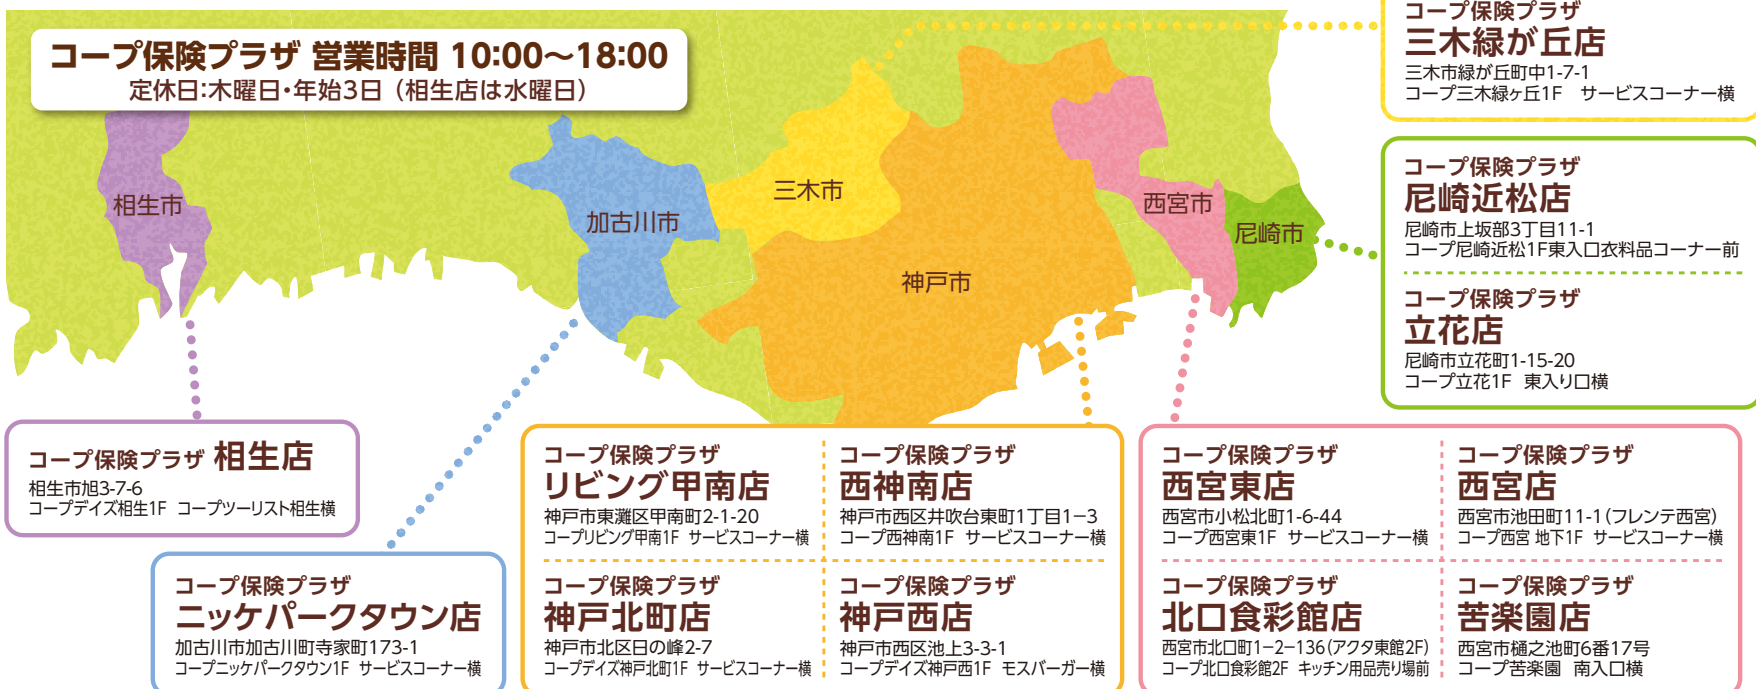 コープ保険プラザ 営業時間 10:00〜18:00
定休日:木曜日・年始3日（相生店は水曜日）
相生市
加古川市
三木市
神戸市
西宮市
尼崎市
コープ保険プラザ
三木緑が丘店
三木市緑が丘町中1-7-1
コープ三木緑ヶ丘1F　サービスコーナー横
コープ保険プラザ
尼崎近松店
尼崎市上坂部3丁目11-1
コープ尼崎近松1F東入口衣料品コーナー前
コープ保険プラザ
立花店
尼崎市立花町1-15-20
コープ立花1F 東入り口横
コープ保険プラザ 相生店
相生市旭3-7-6
コープデイズ相生1F コープツーリスト相生横
コープ保険プラザ
ニッケパークタウン店
加古川市加古川町寺家町173-1
コープニッケパークタウン1F サービスコーナー横
コープ保険プラザ
リビング甲南店
神戸市東灘区甲南町2-1-20
コープリビング甲南1F サービスコーナー横
コープ保険プラザ
西神南店
神戸市西区井吹台東町1丁目1−3
コープ西神南1F サービスコーナー横
コープ保険プラザ
神戸北町店
神戸市北区日の峰2-7
コープデイズ神戸北町1F サービスコーナー横
コープ保険プラザ
神戸西店
神戸市西区池上3-3-1
コープデイズ神戸西1F モスバーガー横
コープ保険プラザ
西宮東店
西宮市小松北町1-6-44
コープ西宮東1F サービスコーナー横
コープ保険プラザ
西宮店
西宮市池田町11-1（フレンテ西宮）
コープ西宮 地下1F サービスコーナー横
コープ保険プラザ
北口食彩館店
西宮市北口町1−2−136（アクタ東館2F）
コープ北口食彩館2F キッチン用品売り場前
コープ保険プラザ
苦楽園店
西宮市樋之池町6番17号
コープ苦楽園 南入口横